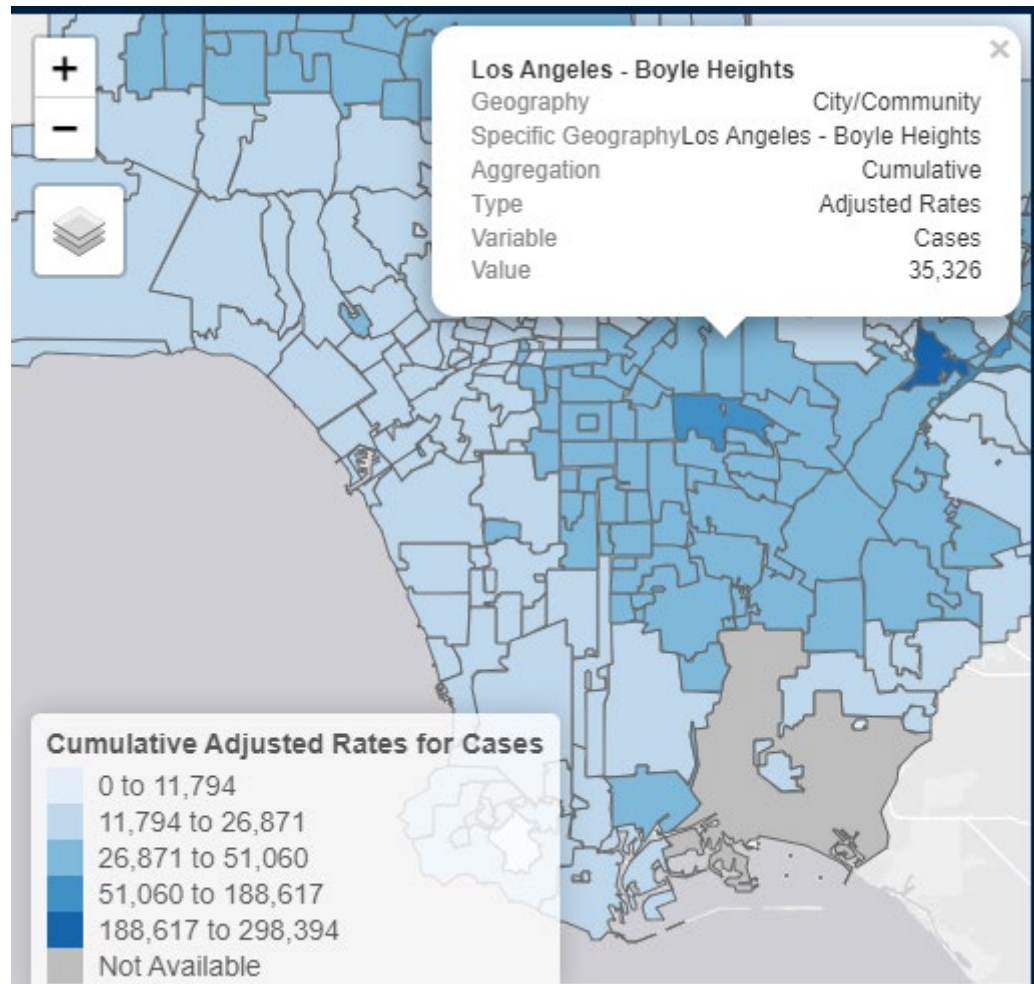 +
−
×
Los Angeles - Boyle Heights
Geography City/Community
Specific GeographyLos Angeles - Boyle Heights
Aggregation Cumulative
Type Adjusted Rates
Variable Cases
Value 35,326
Cumulative Adjusted Rates for Cases
0 to 11,794
11,794 to 26,871
26,871 to 51,060
51,060 to 188,617
188,617 to 298,394
Not Available